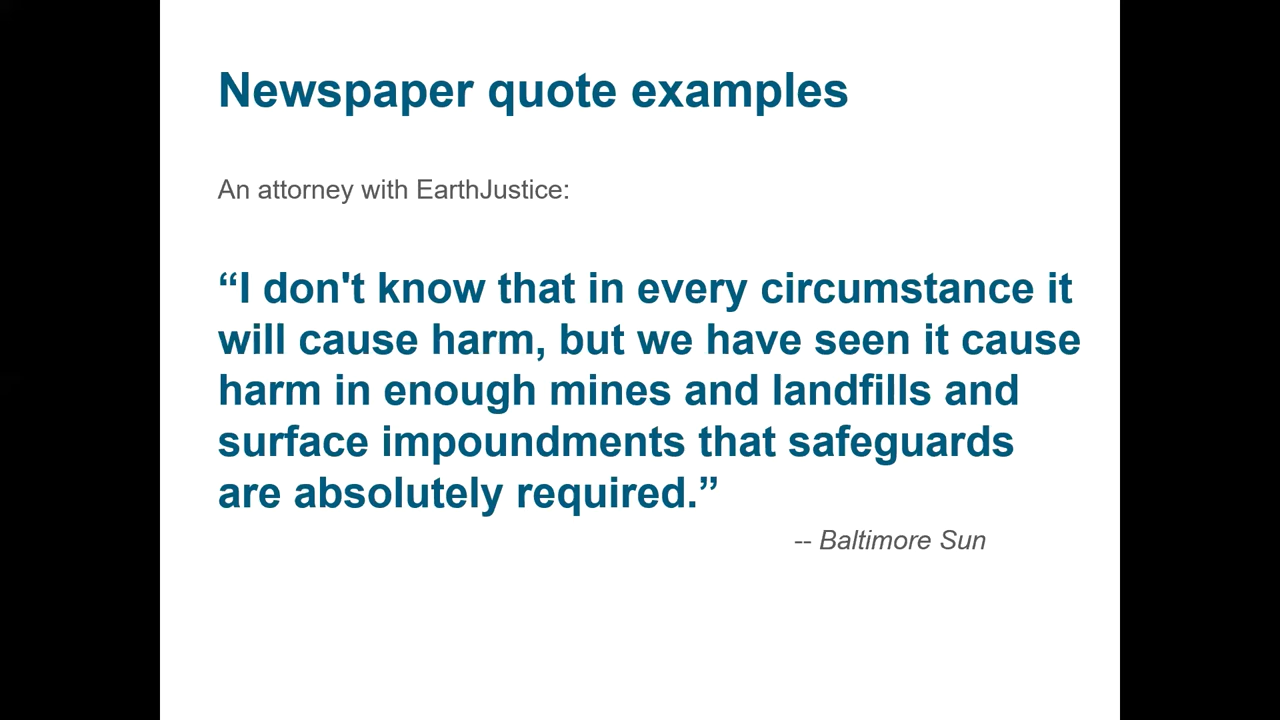 Newspaper quote examples
An attorney with EarthJustice:
“I don't know that in every circumstance it
will cause harm, but we have seen it cause
harm in enough mines and landfills and
surface impoundments that safeguards
are absolutely required.”
-- Baltimore Sun